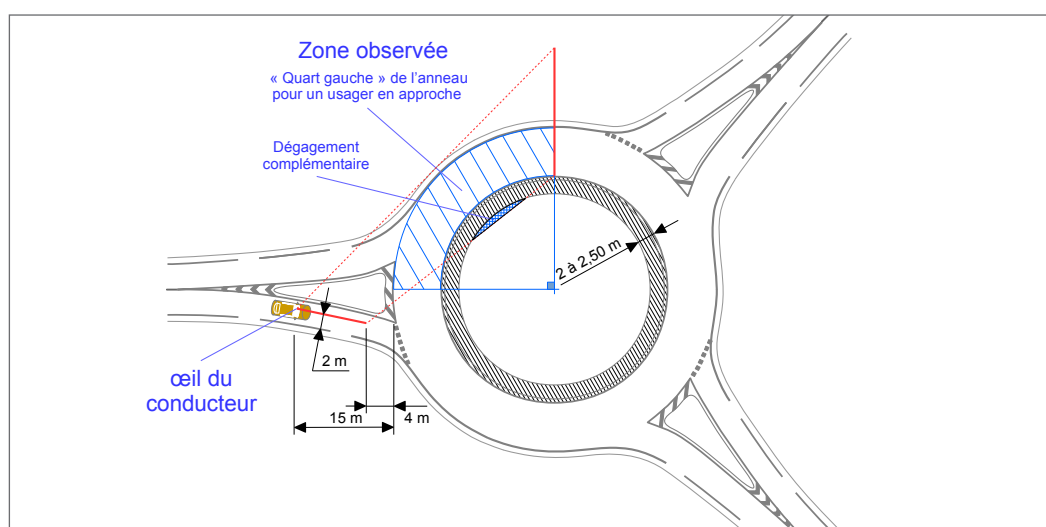 Zone observée
« Quart gauche » de l'anneau
pour un usager en approche
Dégagement
complémentaire
2 à 2,50 m
2 m
œil du
conducteur
15 m
4 m